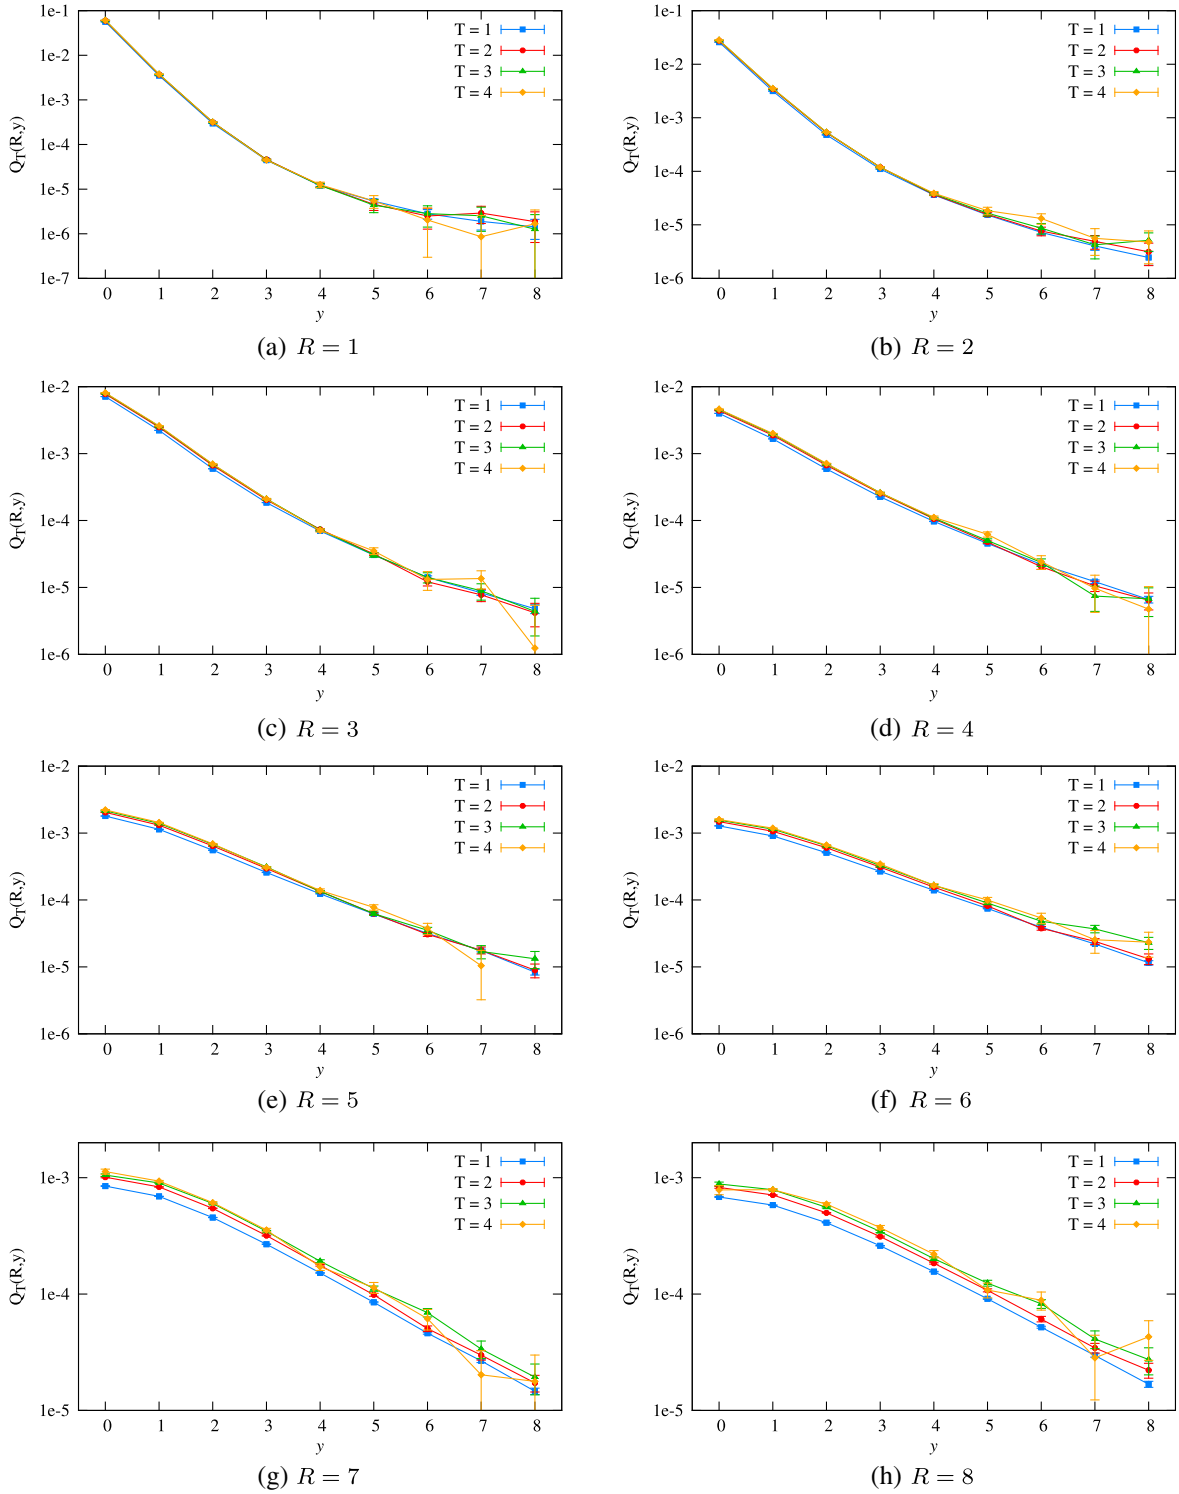 1e-1
1e-2
1e-3
1e-4
1e-5
1e-6
1e-7
Q_T(R,y)
T = 1
T = 2
T = 3
T = 4
0 1 2 3 4 5 6 7 8
y
(a) R = 1
1e-1
1e-2
1e-3
1e-4
1e-5
1e-6
Q_T(R,y)
T = 1
T = 2
T = 3
T = 4
0 1 2 3 4 5 6 7 8
y
(b) R = 2
1e-2
1e-3
1e-4
1e-5
1e-6
Q_T(R,y)
T = 1
T = 2
T = 3
T = 4
0 1 2 3 4 5 6 7 8
y
(c) R = 3
1e-2
1e-3
1e-4
1e-5
1e-6
Q_T(R,y)
T = 1
T = 2
T = 3
T = 4
0 1 2 3 4 5 6 7 8
y
(d) R = 4
1e-2
1e-3
1e-4
1e-5
1e-6
Q_T(R,y)
T = 1
T = 2
T = 3
T = 4
0 1 2 3 4 5 6 7 8
y
(e) R = 5
1e-2
1e-3
1e-4
1e-5
1e-6
Q_T(R,y)
T = 1
T = 2
T = 3
T = 4
0 1 2 3 4 5 6 7 8
y
(f) R = 6
1e-3
1e-4
1e-5
Q_T(R,y)
T = 1
T = 2
T = 3
T = 4
0 1 2 3 4 5 6 7 8
y
(g) R = 7
1e-3
1e-4
1e-5
Q_T(R,y)
T = 1
T = 2
T = 3
T = 4
0 1 2 3 4 5 6 7 8
y
(h) R = 8